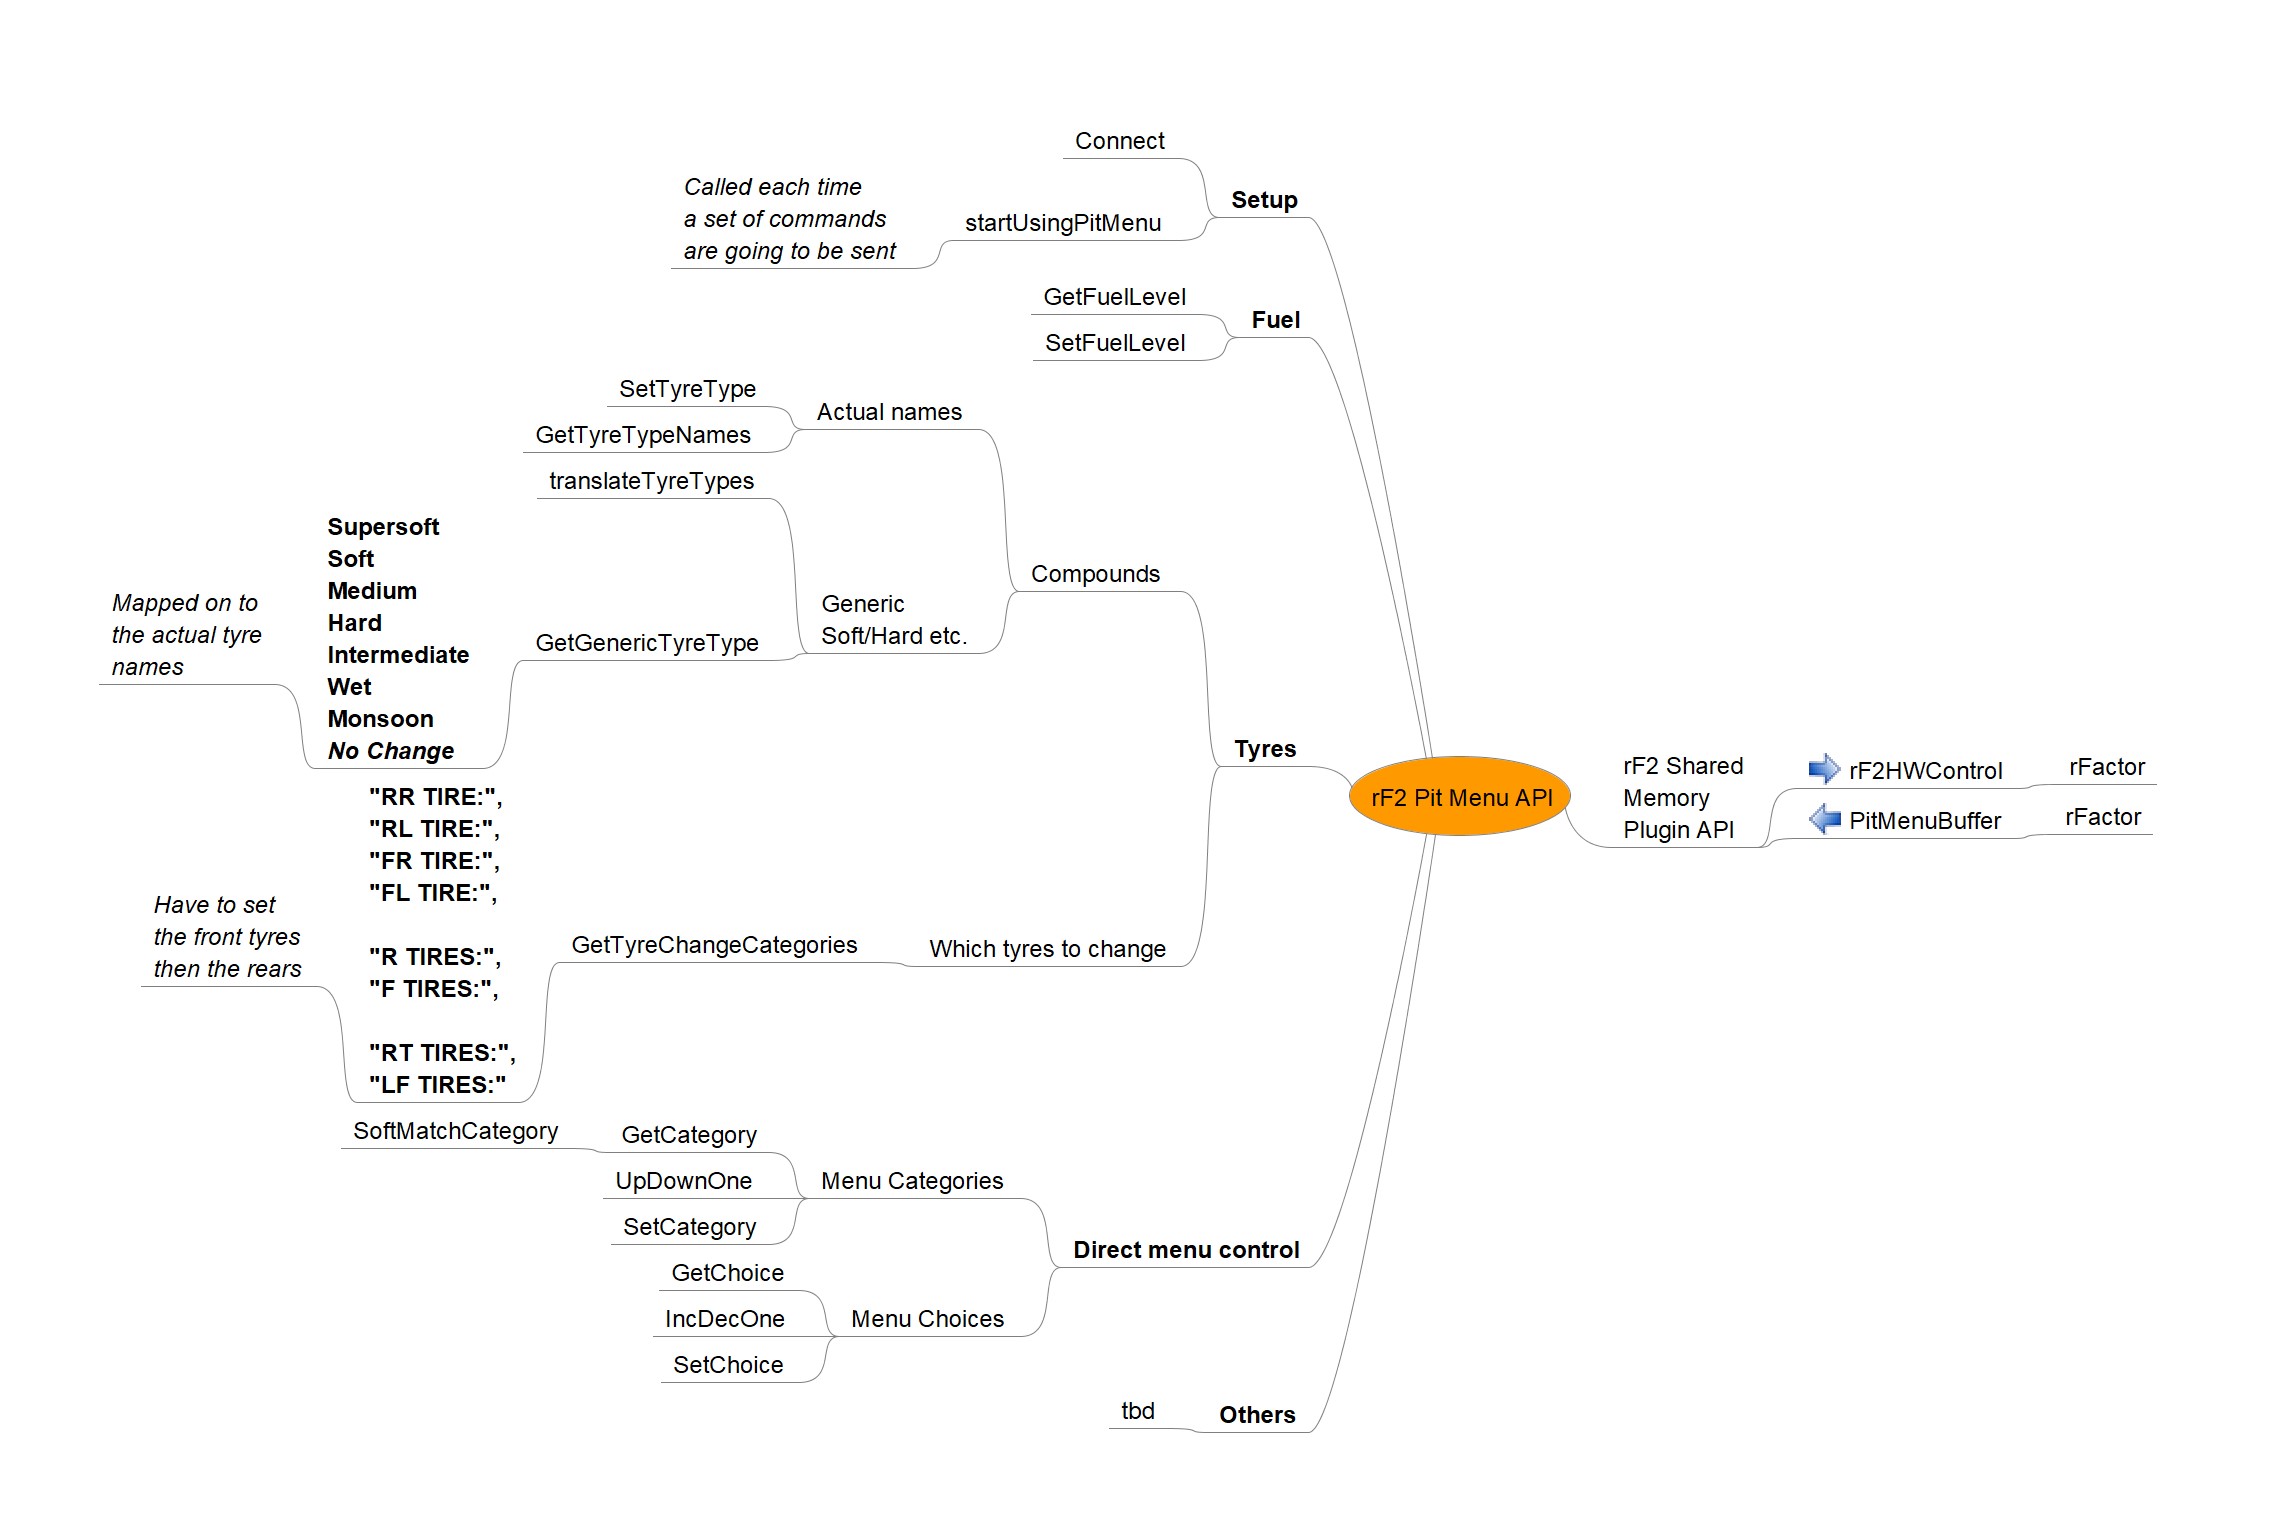 Connect
Setup
Called each time
a set of commands
are going to be sent
startUsingPitMenu
GetFuelLevel
Fuel
SetFuelLevel
SetTyreType
Actual names
GetTyreTypeNames
translateTyreTypes
Compounds
Supersoft
Soft
Medium
Hard
Intermediate
Wet
Monsoon
No Change
Mapped on to
the actual tyre
names
GetGenericTyreType
Generic
Soft/Hard etc.
Tyres
rF2 Pit Menu API
rF2 Shared
Memory
Plugin API
rF2HWControl
rFactor
PitMenuBuffer
rFactor
"RR TIRE:",
"RL TIRE:",
"FR TIRE:",
"FL TIRE:",
"R TIRES:",
"F TIRES:",
"RT TIRES:",
"LF TIRES:"
Have to set
the front tyres
then the rears
GetTyreChangeCategories
Which tyres to change
SoftMatchCategory
GetCategory
UpDownOne
Menu Categories
SetCategory
Direct menu control
GetChoice
IncDecOne
Menu Choices
SetChoice
tbd
Others